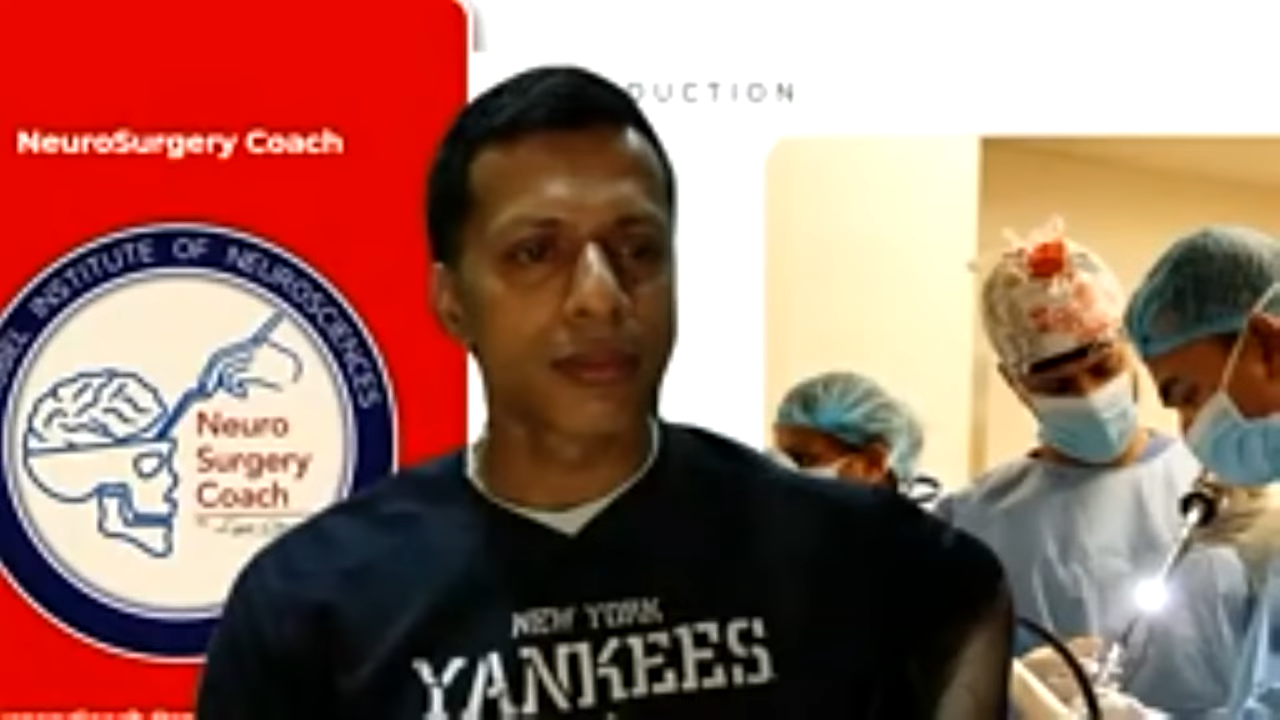 DUCTION
NeuroSurgery Coach
INSTITUTE OF NEUROSCIENCES
Neuro
Surgery
Coach
NEW YORK
YANKEES